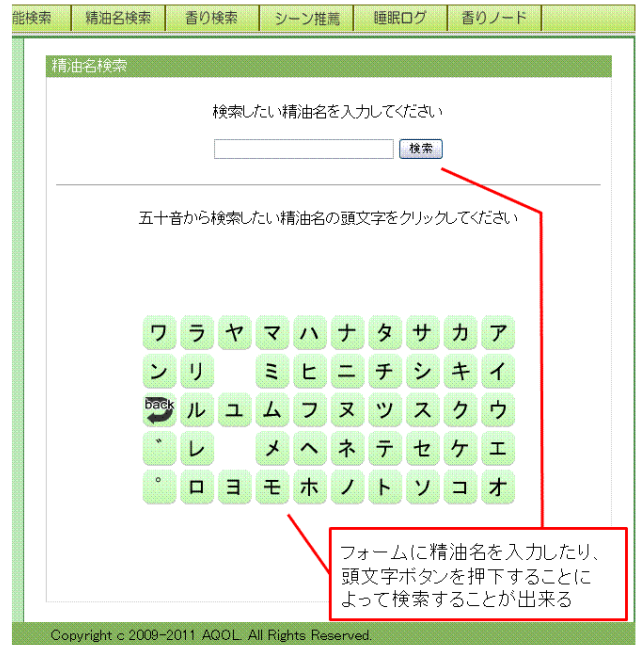 能検索 精油名検索 香り検索 シーン推薦 睡眠ログ 香りノード
精油名検索
検索したい精油名を入力してください
検索
五十音から検索したい精油名の頭文字をクリックしてください
ワ ラ ヤ マ ハ ナ タ サ カ ア
ン リ ミ ヒ ニ チ シ キ イ
back ル ユ ム フ ヌ ツ ス ク ウ
゛ レ メ ヘ ネ テ セ ケ エ
゜ ロ ヨ モ ホ ノ ト ソ コ オ
フォームに精油名を入力したり、
頭文字ボタンを押下することに
よって検索することが出来る
Copyright c 2009-2011 AQOL. All Rights Reserved.